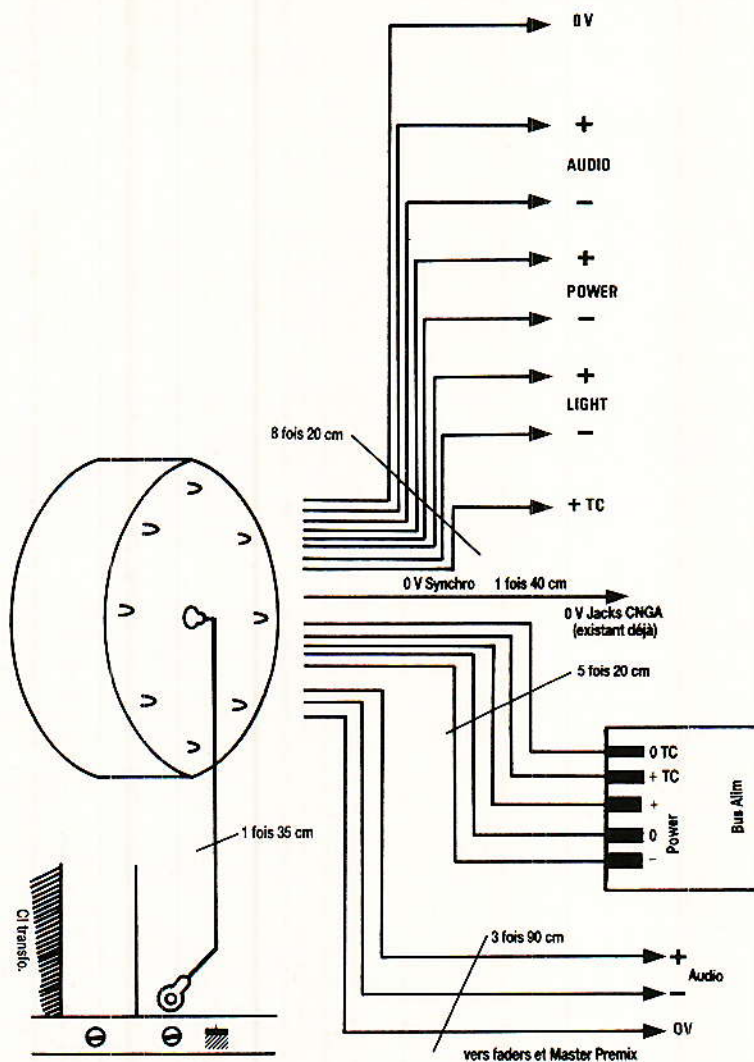 0V
+
AUDIO
−
+
POWER
−
+
LIGHT
−
8 fois 20 cm
+ TC
0 V Synchro 1 fois 40 cm
0 V Jacks CNGA
(existant déjà)
5 fois 20 cm
0 TC
+ TC
+
0
−
Power
Bus Alim
1 fois 35 cm
CI transfo.
3 fois 90 cm
+
Audio
−
0V
vers faders et Master Premix